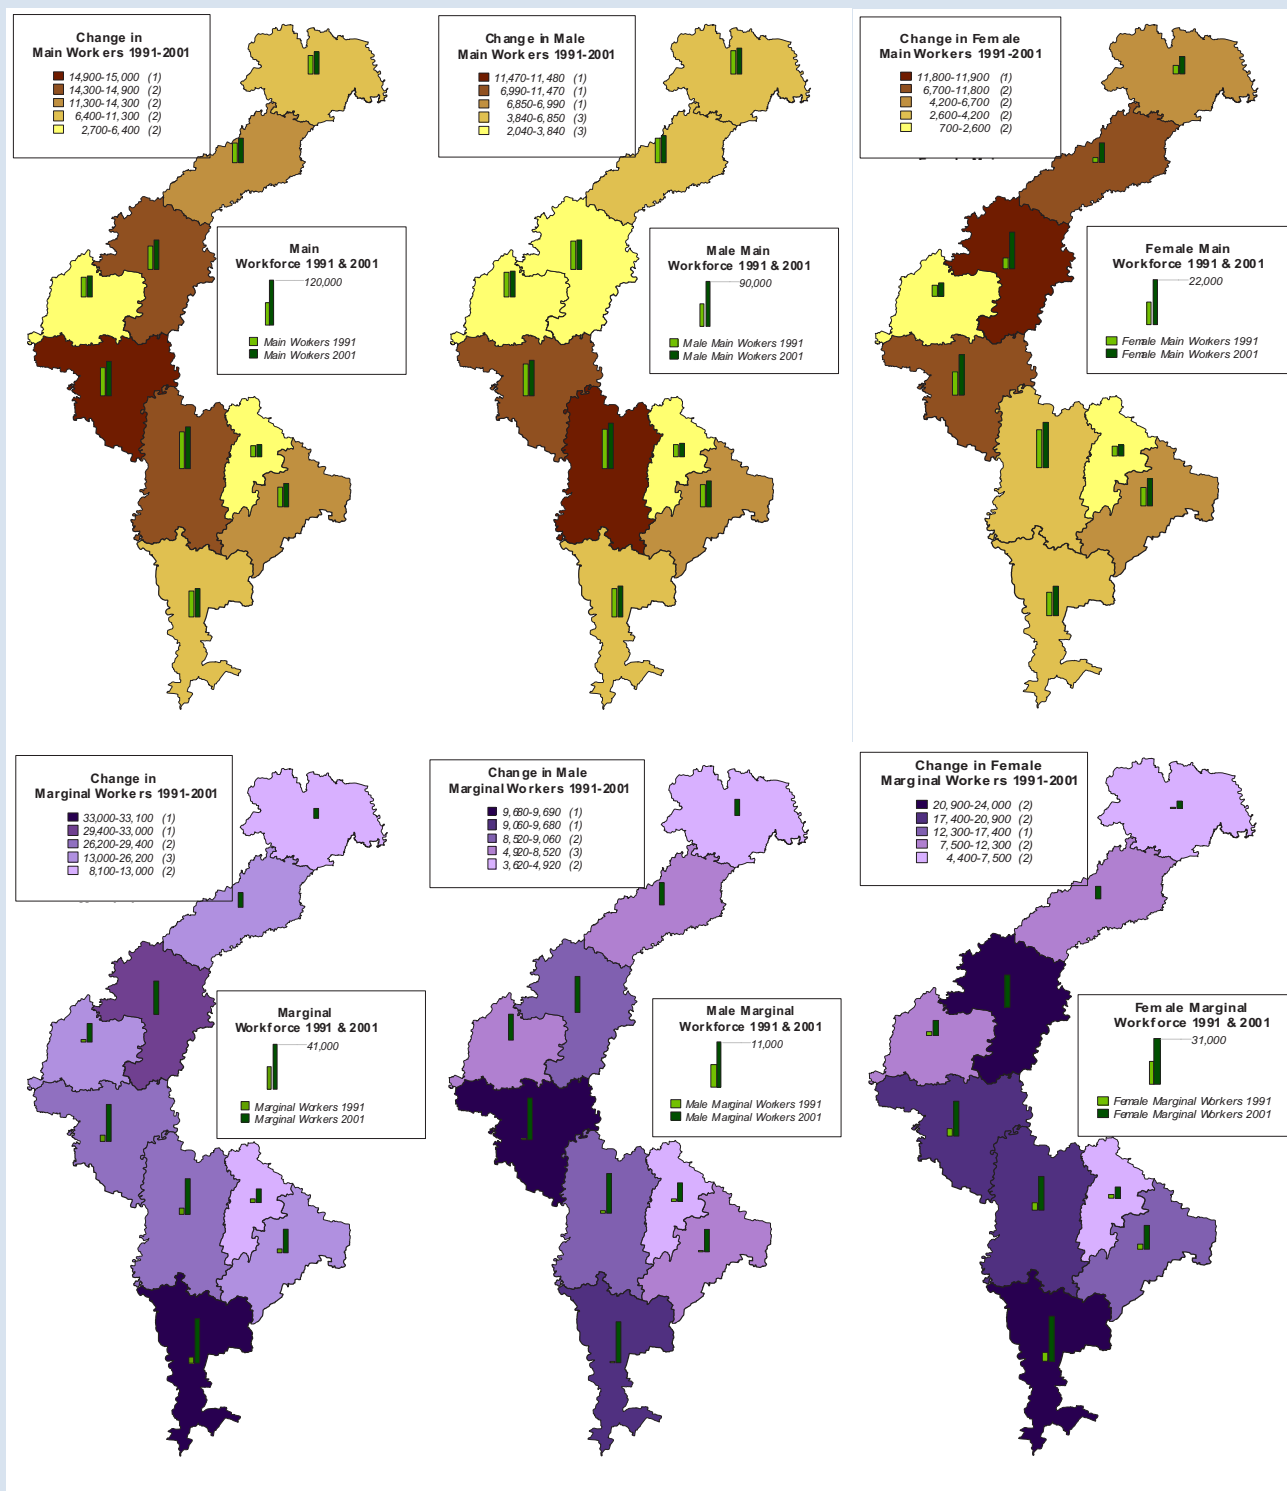 Change in
Main Workers 1991-2001
14,900-15,000 (1)
14,300-14,900 (2)
11,300-14,300 (2)
6,400-11,300 (2)
2,700-6,400 (2)
Change in Male
Main Workers 1991-2001
11,470-11,480 (1)
6,990-11,470 (1)
6,850-6,990 (1)
3,840-6,850 (3)
2,040-3,840 (3)
Change in Female
Main Workers 1991-2001
11,800-11,900 (1)
6,700-11,800 (2)
4,200-6,700 (2)
2,600-4,200 (2)
700-2,600 (2)
Main
Workforce 1991 & 2001
120,000
Main Workers 1991
Main Workers 2001
Male Main
Workforce 1991 & 2001
90,000
Male Main Workers 1991
Male Main Workers 2001
Female Main
Workforce 1991 & 2001
22,000
Female Main Workers 1991
Female Main Workers 2001
Change in
Marginal Workers 1991-2001
33,000-33,100 (1)
29,400-33,000 (1)
26,200-29,400 (2)
13,000-26,200 (3)
8,100-13,000 (2)
Change in Male
Marginal Workers 1991-2001
9,680-9,690 (1)
9,060-9,680 (1)
8,520-9,060 (2)
4,920-8,520 (3)
3,620-4,920 (2)
Change in Female
Marginal Workers 1991-2001
20,900-24,000 (2)
17,400-20,900 (2)
12,300-17,400 (1)
7,500-12,300 (2)
4,400-7,500 (2)
Marginal
Workforce 1991 & 2001
41,000
Marginal Workers 1991
Marginal Workers 2001
Male Marginal
Workforce 1991 & 2001
11,000
Male Marginal Workers 1991
Male Marginal Workers 2001
Female Marginal
Workforce 1991 & 2001
31,000
Female Marginal Workers 1991
Female Marginal Workers 2001